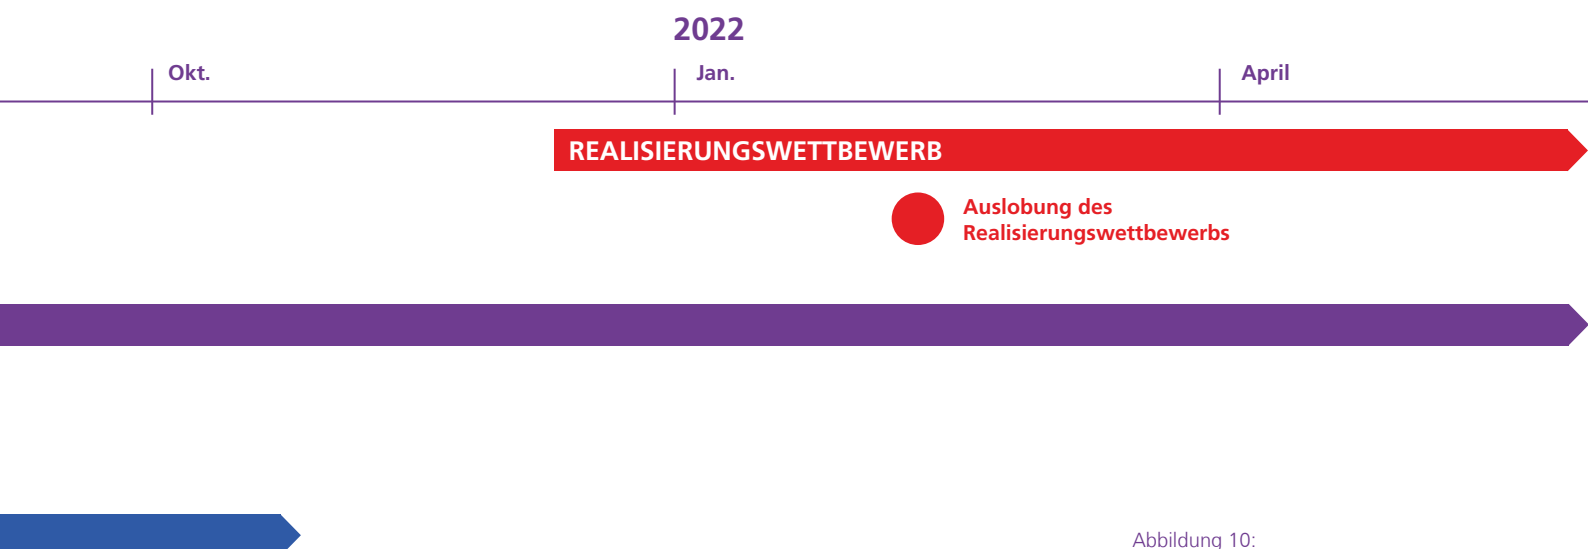 2022
Okt.
Jan.
April
REALISIERUNGSWETTBEWERB
Auslobung des
Realisierungswettbewerbs
Abbildung 10: